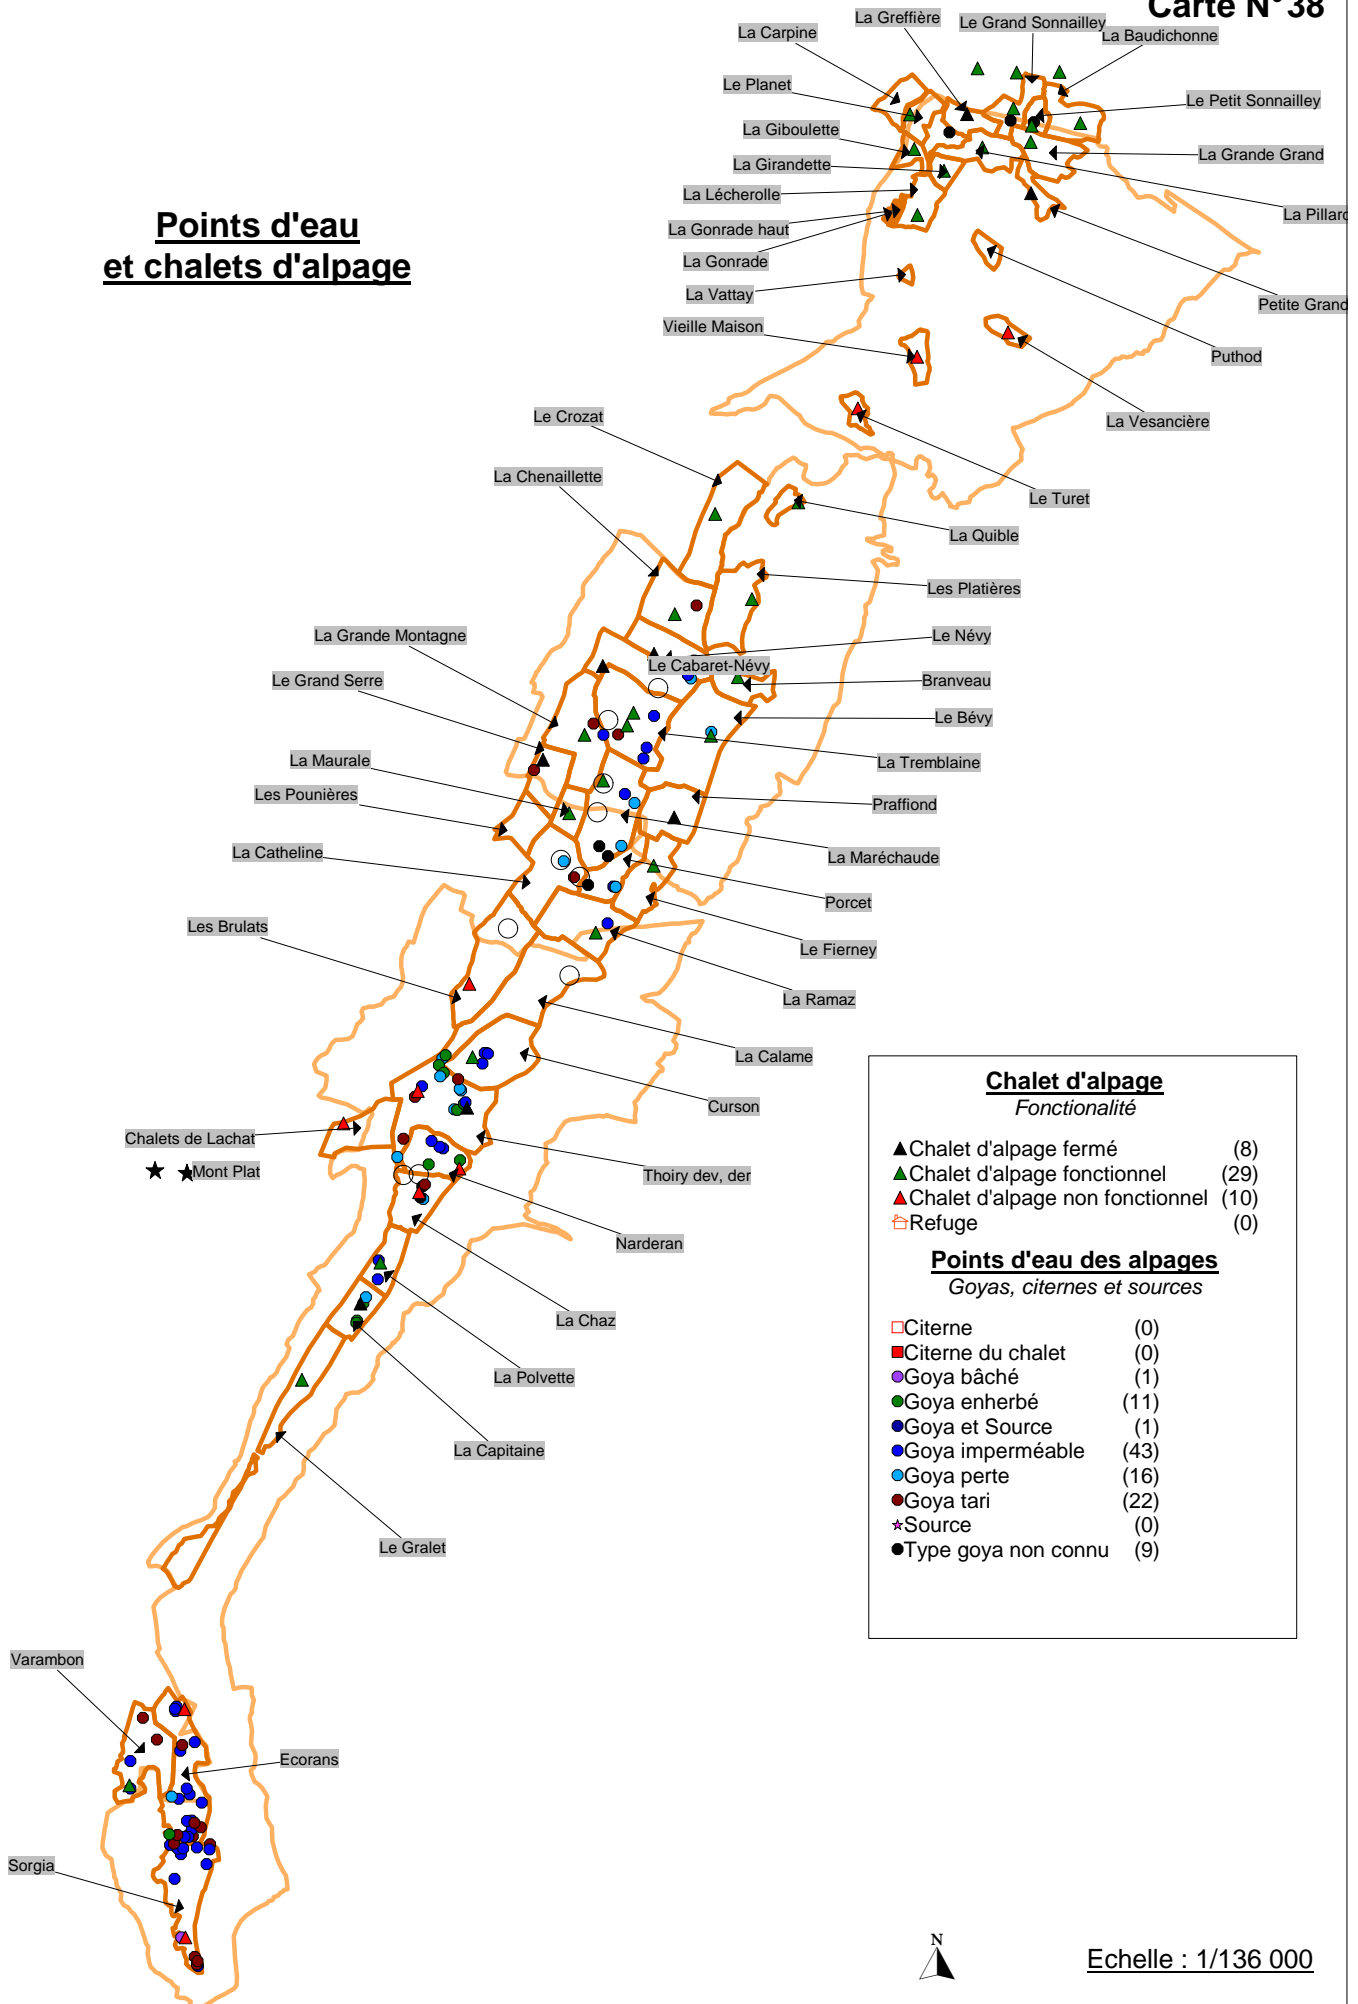 Carte N°38
La Greffière
Le Grand Sonnailley
La Carpine
La Baudichonne
Le Planet
Le Petit Sonnailley
La Giboulette
La Grande Grand
La Girandette
La Lécherolle
La Pillard
La Gonrade haut
La Gonrade
La Vattay
Petite Grand
Vieille Maison
Puthod
La Vesancière
Points d'eau
et chalets d'alpage
Le Crozat
La Chenaillette
Le Turet
La Quible
Les Platières
La Grande Montagne
Le Névy
Le Cabaret-Névy
Le Grand Serre
Branveau
Le Bévy
La Maurale
La Tremblaine
Les Pounières
Praffiond
La Catheline
La Maréchaude
Porcet
Les Brulats
Le Fierney
La Ramaz
La Calame
Curson
Chalets de Lachat
Mont Plat
Thoiry dev, der
Narderan
La Chaz
La Polvette
La Capitaine
Le Gralet
Varambon
Ecorans
Sorgia
Chalet d'alpage
Fonctionalité
Chalet d'alpage fermé (8)
Chalet d'alpage fonctionnel (29)
Chalet d'alpage non fonctionnel (10)
Refuge (0)
Points d'eau des alpages
Goyas, citernes et sources
Citerne (0)
Citerne du chalet (0)
Goya bâché (1)
Goya enherbé (11)
Goya et Source (1)
Goya imperméable (43)
Goya perte (16)
Goya tari (22)
Source (0)
Type goya non connu (9)
N
Echelle : 1/136 000